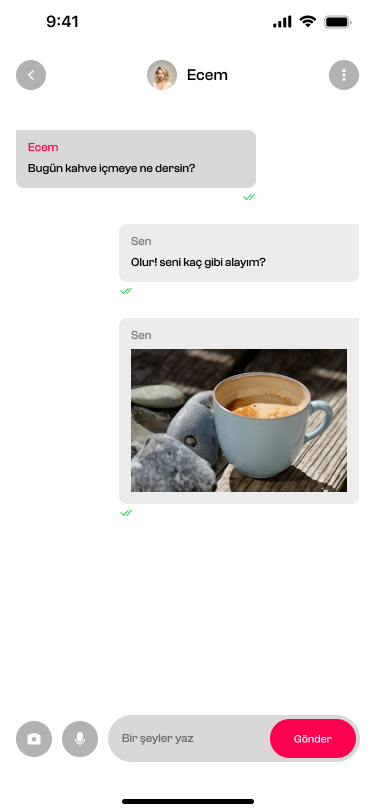 9:41
Ecem
Ecem
Bugün kahve içmeye ne dersin?
Sen
Olur! seni kaç gibi alayım?
Sen
Bir şeyler yaz
Gönder